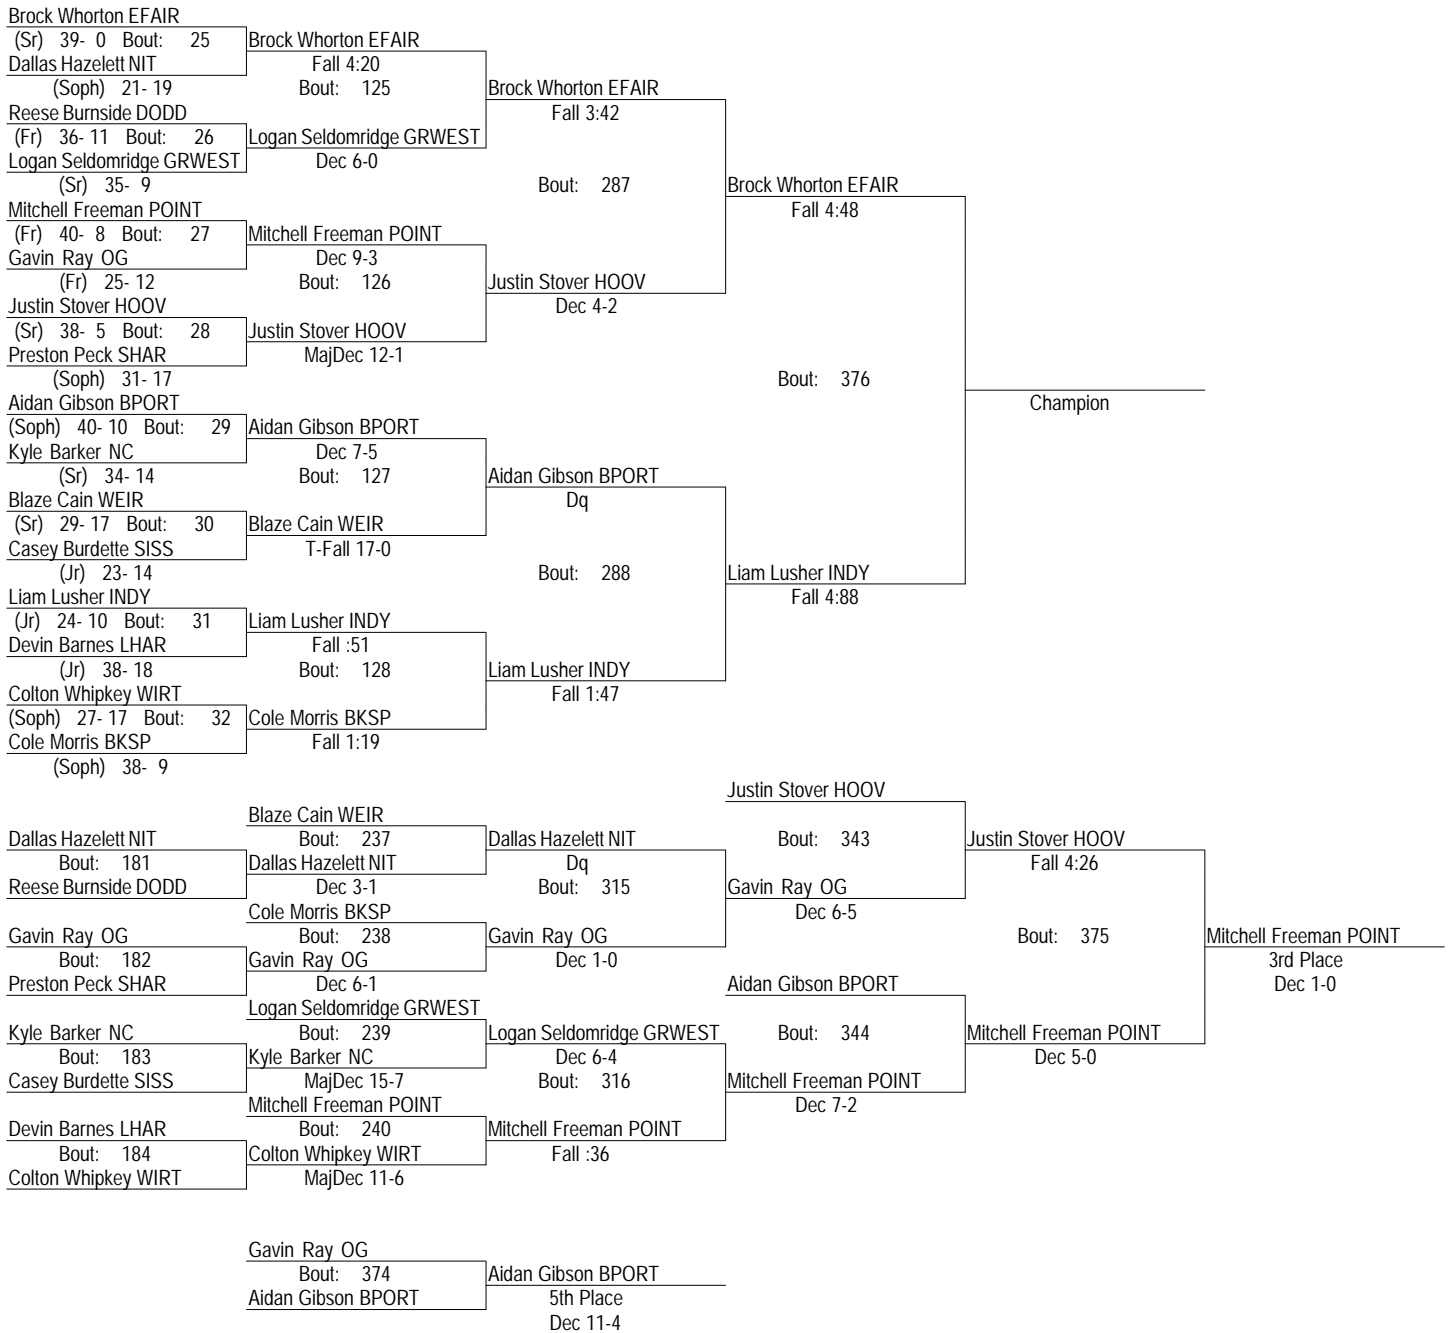 Brock Whorton EFAIR
(Sr) 39- 0 Bout: 25
Dallas Hazelett NIT
(Soph) 21- 19
Reese Burnside DODD
(Fr) 36- 11 Bout: 26
Logan Seldomridge GRWEST
(Sr) 35- 9
Mitchell Freeman POINT
(Fr) 40- 8 Bout: 27
Gavin Ray OG
(Fr) 25- 12
Justin Stover HOOV
(Sr) 38- 5 Bout: 28
Preston Peck SHAR
(Soph) 31- 17
Aidan Gibson BPORT
(Soph) 40- 10 Bout: 29
Kyle Barker NC
(Sr) 34- 14
Blaze Cain WEIR
(Sr) 29- 17 Bout: 30
Casey Burdette SISS
(Jr) 23- 14
Liam Lusher INDY
(Jr) 24- 10 Bout: 31
Devin Barnes LHAR
(Jr) 38- 18
Colton Whipkey WIRT
(Soph) 27- 17 Bout: 32
Cole Morris BKSP
(Soph) 38- 9
Brock Whorton EFAIR
Fall 4:20
Bout: 125
Logan Seldomridge GRWEST
Dec 6-0
Mitchell Freeman POINT
Dec 9-3
Bout: 126
Justin Stover HOOV
MajDec 12-1
Aidan Gibson BPORT
Dec 7-5
Bout: 127
Blaze Cain WEIR
T-Fall 17-0
Liam Lusher INDY
Fall :51
Bout: 128
Cole Morris BKSP
Fall 1:19
Brock Whorton EFAIR
Fall 3:42
Bout: 287
Justin Stover HOOV
Dec 4-2
Aidan Gibson BPORT
Dq
Bout: 288
Liam Lusher INDY
Fall 1:47
Brock Whorton EFAIR
Fall 4:48
Bout: 376
Liam Lusher INDY
Fall 4:88
Champion
Dallas Hazelett NIT
Bout: 181
Reese Burnside DODD
Gavin Ray OG
Bout: 182
Preston Peck SHAR
Kyle Barker NC
Bout: 183
Casey Burdette SISS
Devin Barnes LHAR
Bout: 184
Colton Whipkey WIRT
Blaze Cain WEIR
Bout: 237
Dallas Hazelett NIT
Dec 3-1
Cole Morris BKSP
Bout: 238
Gavin Ray OG
Dec 6-1
Logan Seldomridge GRWEST
Bout: 239
Kyle Barker NC
MajDec 15-7
Mitchell Freeman POINT
Bout: 240
Colton Whipkey WIRT
MajDec 11-6
Dallas Hazelett NIT
Dq
Bout: 315
Gavin Ray OG
Dec 1-0
Logan Seldomridge GRWEST
Dec 6-4
Bout: 316
Mitchell Freeman POINT
Fall :36
Justin Stover HOOV
Bout: 343
Gavin Ray OG
Dec 6-5
Aidan Gibson BPORT
Bout: 344
Mitchell Freeman POINT
Dec 7-2
Justin Stover HOOV
Fall 4:26
Bout: 375
Mitchell Freeman POINT
Dec 5-0
Mitchell Freeman POINT
3rd Place
Dec 1-0
Gavin Ray OG
Bout: 374
Aidan Gibson BPORT
Aidan Gibson BPORT
5th Place
Dec 11-4